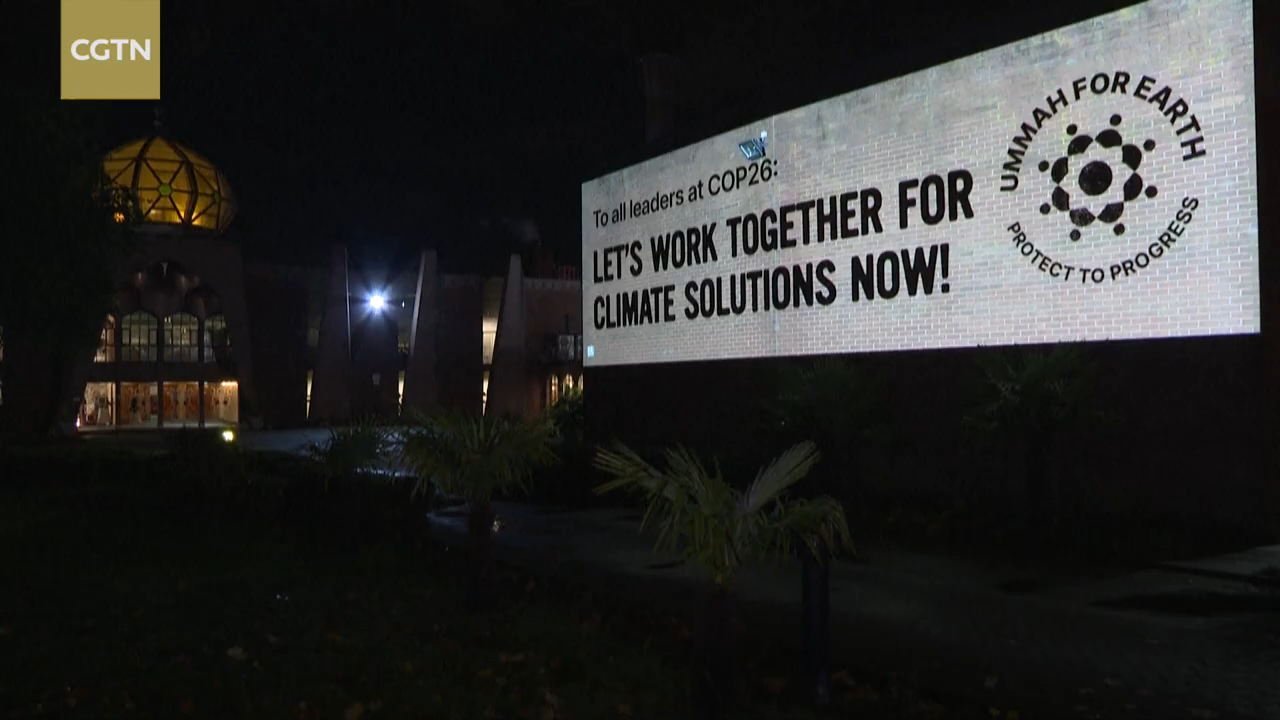 CGTN
To all leaders at COP26:
LET'S WORK TOGETHER FOR
CLIMATE SOLUTIONS NOW!
UMMAH FOR EARTH
PROTECT TO PROGRESS